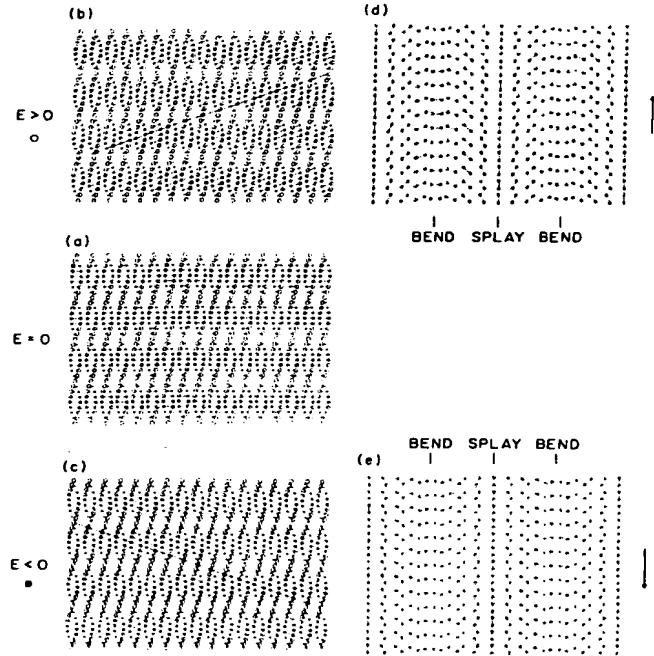 (b)
(d)
E > 0
BEND SPLAY BEND
(a)
E = 0
BEND SPLAY BEND
(c)
(e)
E < 0